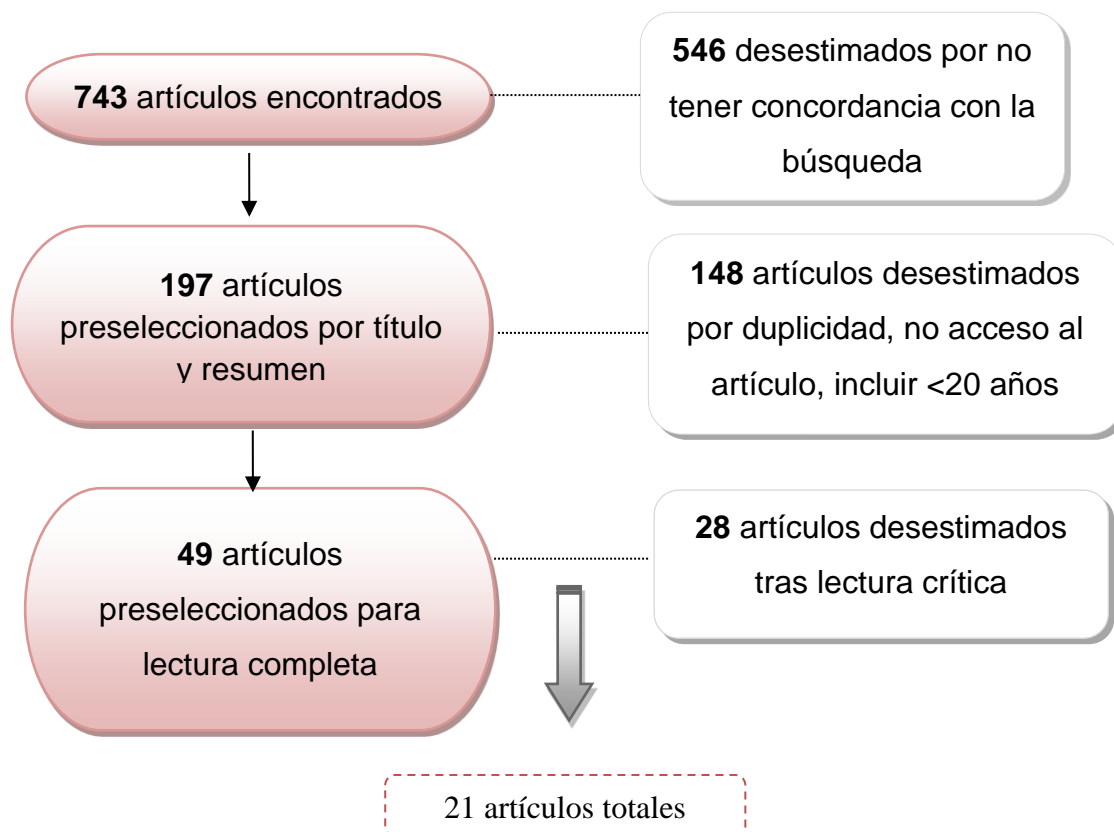 743 artículos encontrados
546 desestimados por no
tener concordancia con la
búsqueda
197 artículos
preseleccionados por título
y resumen
148 artículos desestimados
por duplicidad, no acceso al
artículo, incluir <20 años
49 artículos
preseleccionados para
lectura completa
28 artículos desestimados
tras lectura crítica
21 artículos totales